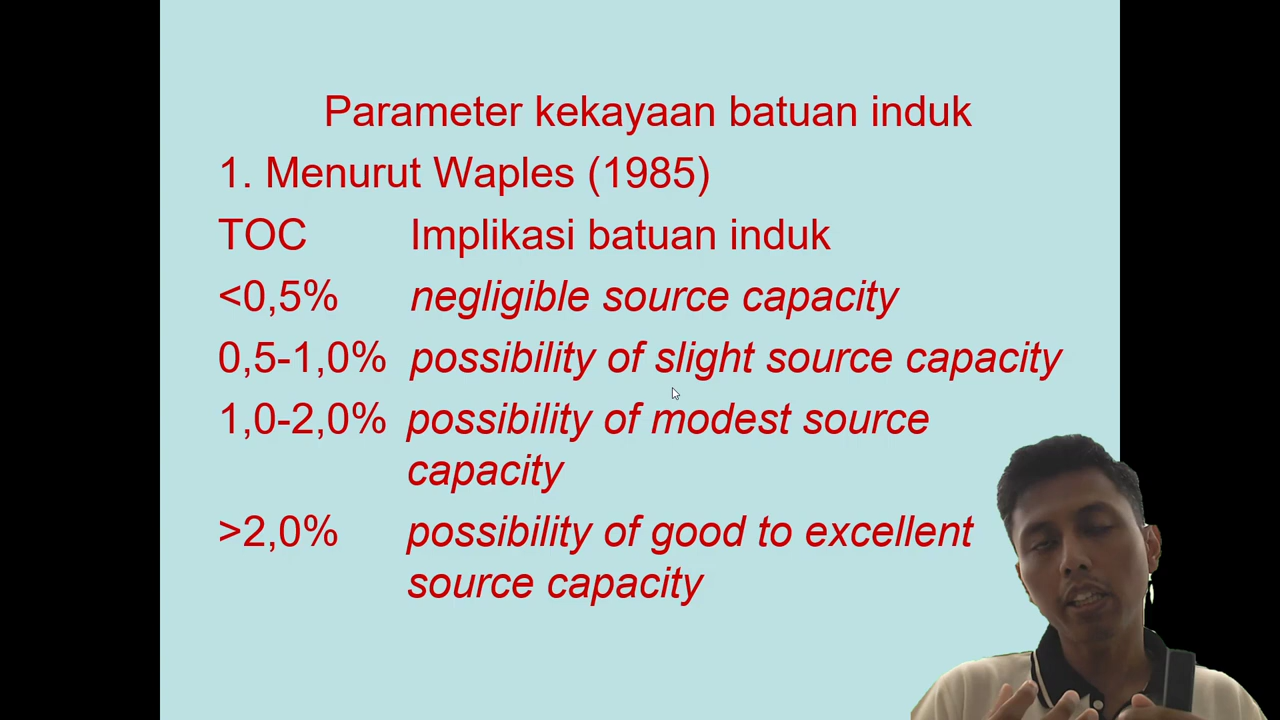 Parameter kekayaan batuan induk
1. Menurut Waples (1985)
TOC Implikasi batuan induk
<0,5% negligible source capacity
0,5-1,0% possibility of slight source capacity
1,0-2,0% possibility of modest source
capacity
>2,0% possibility of good to excellent
source capacity